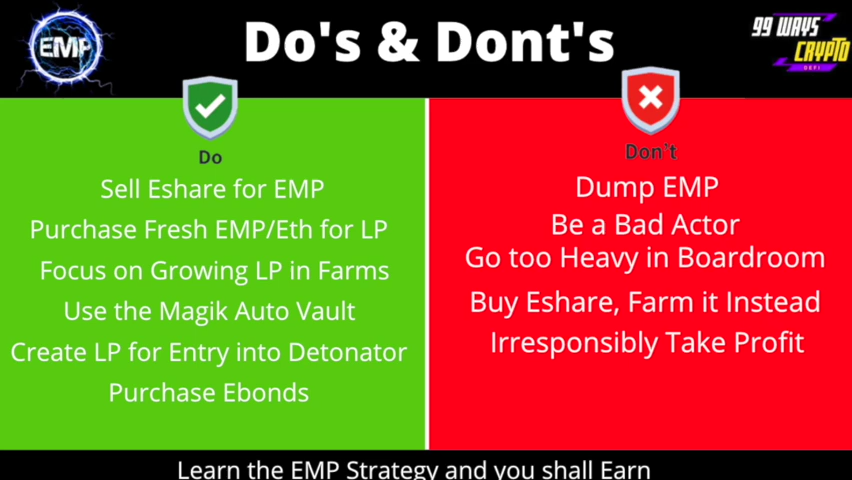 EMP
Do's & Dont's
99 WAYS
CRYPTO
DEFI
Do
Sell Eshare for EMP
Purchase Fresh EMP/Eth for LP
Focus on Growing LP in Farms
Use the Magik Auto Vault
Create LP for Entry into Detonator
Purchase Ebonds
Don't
Dump EMP
Be a Bad Actor
Go too Heavy in Boardroom
Buy Eshare, Farm it Instead
Irresponsibly Take Profit
Learn the EMP Strategy and you shall Earn